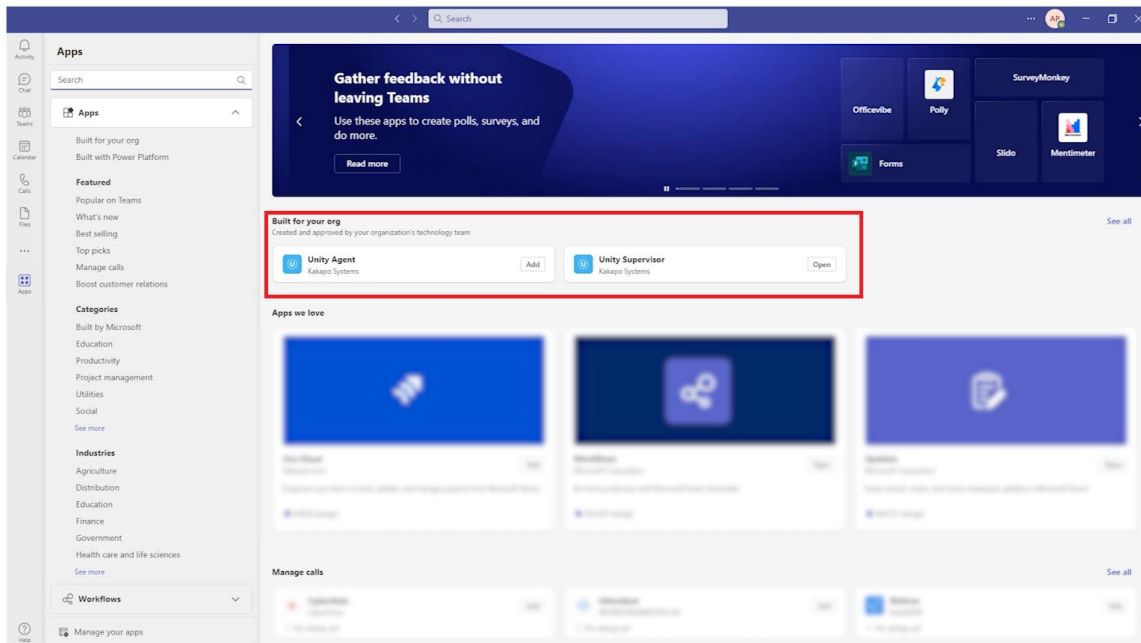 Search
AP
Activity
Chat
Teams
Calendar
Calls
Files
Apps
Help
Apps
Search
Apps
Built for your org
Built with Power Platform
Featured
Popular on Teams
What's new
Best selling
Top picks
Manage calls
Boost customer relations
Categories
Built by Microsoft
Education
Productivity
Project management
Utilities
Social
See more
Industries
Agriculture
Distribution
Education
Finance
Government
Health care and life sciences
See more
Workflows
Manage your apps
Gather feedback without
leaving Teams
Use these apps to create polls, surveys, and
do more.
Read more
Officevibe
Polly
SurveyMonkey
Forms
Slido
Mentimeter
Built for your org
See all
Created and approved by your organization's technology team
Unity Agent
Kakapo Systems
Add
Unity Supervisor
Kakapo Systems
Open
Apps we love
Manage calls
See all